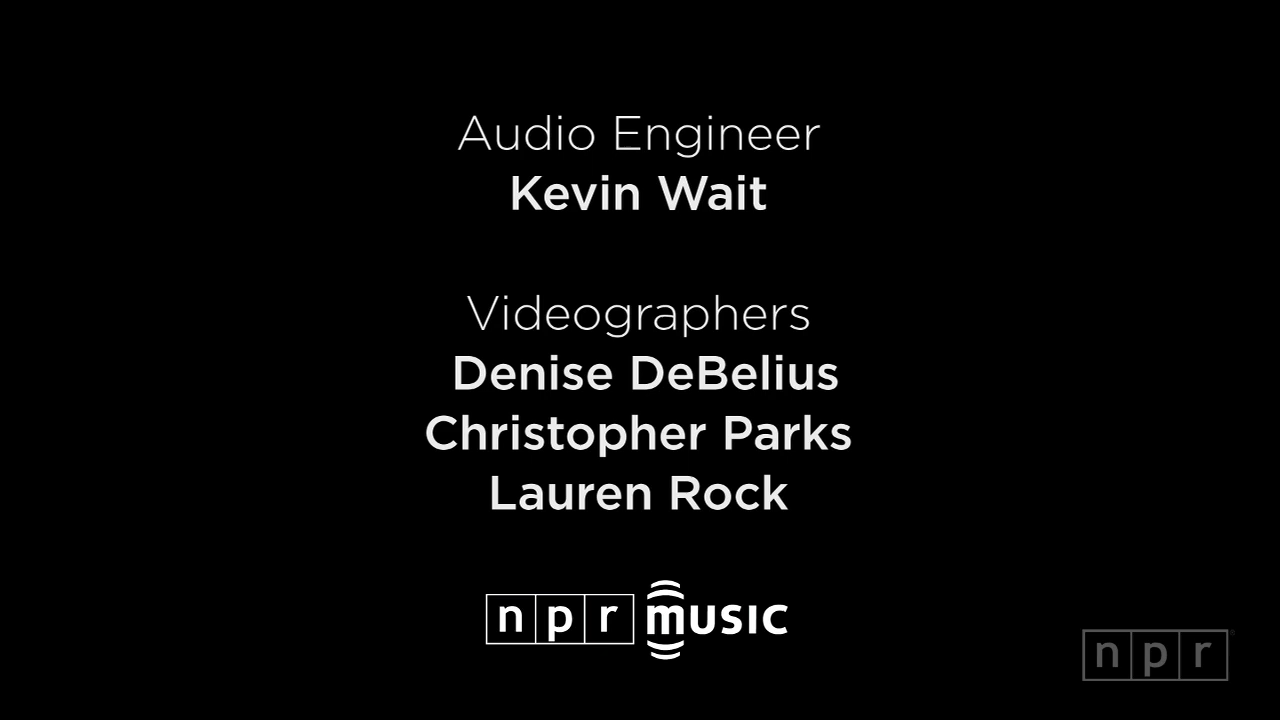 Audio Engineer
Kevin Wait
Videographers
Denise DeBelius
Christopher Parks
Lauren Rock
npr music
npr